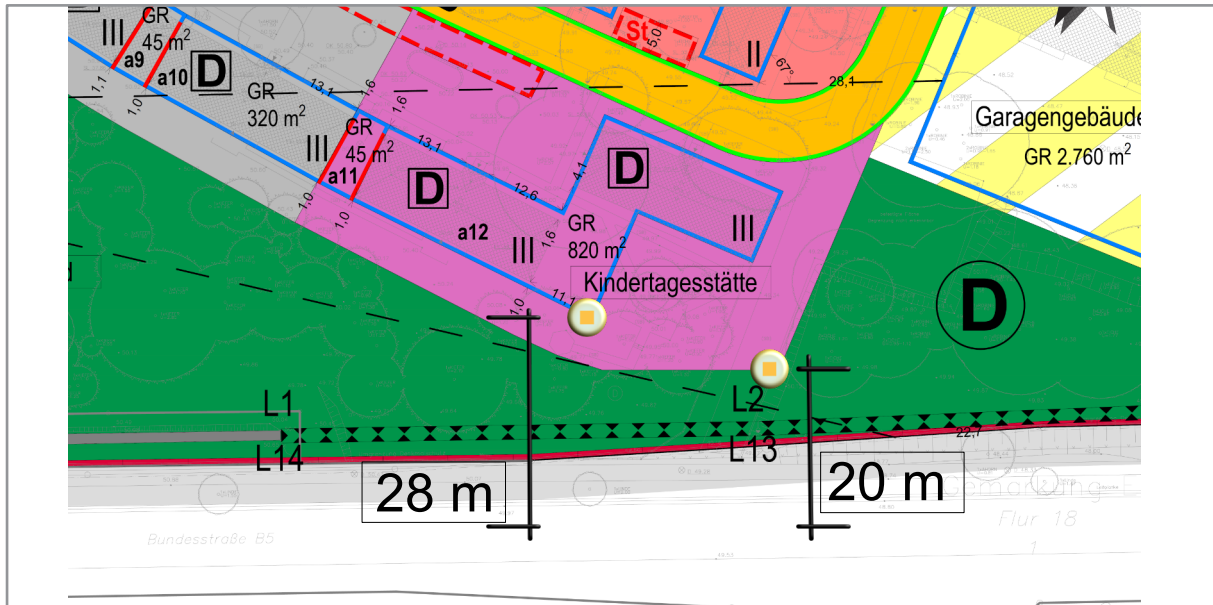 GR
45 m²
III
a9
a10
D
GR
320 m²
13,1
1,6
1,6
1,1
1,0
St
5,0
II
67°
28,1
Garagengebäude
GR 2.760 m²
GR
45 m²
III
a11
13,1
D
12,6
4,1
D
1,0
1,0
a12
III
1,6
GR
820 m²
III
Kindertagesstätte
11,1
1,0
D
L1
L2
L14
L13
22,7
28 m
20 m
Gemarkung E
Flur 18
1
Bundesstraße B5